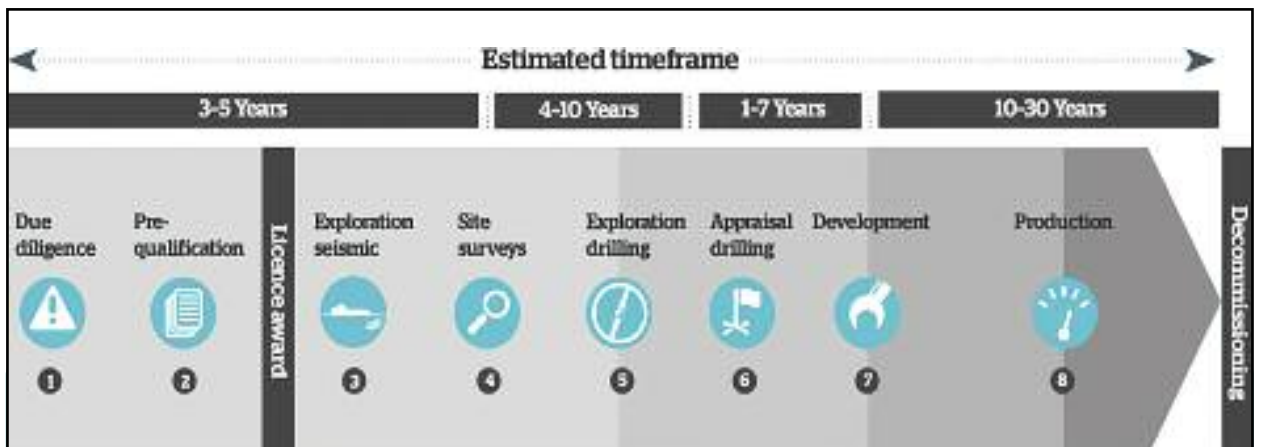 Estimated timeframe
3-5 Years
4-10 Years
1-7 Years
10-30 Years
Due
diligence
Pre-
qualification
Licence award
Exploration
seismic
Site
surveys
Exploration
drilling
Appraisal
drilling
Development
Production
Decommissioning
1
2
3
4
5
6
7
8